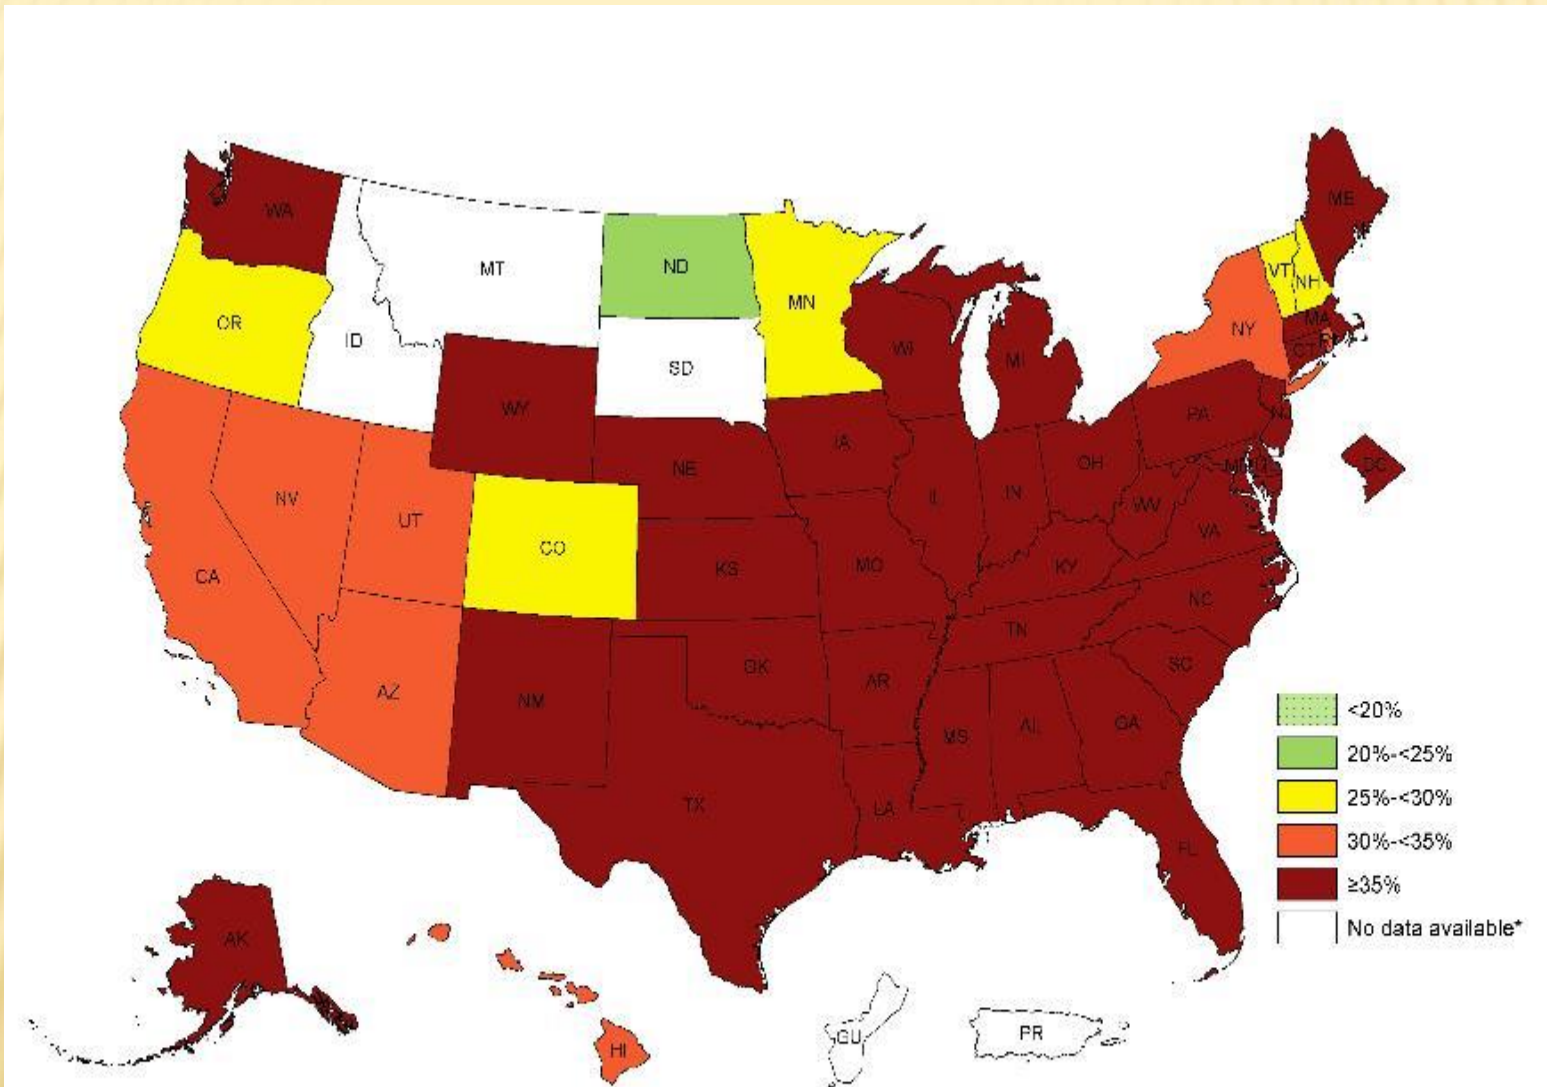 WA
ME
MT
ND
MN
VT
NH
OR
ID
NY
WI
MA
SD
MI
CT
RI
WY
PA
NJ
IA
NE
OH
DC
NV
IL
IN
UT
WV
CO
VA
CA
KS
MO
KY
NC
TN
OK
SC
AZ
AR
NM
MS
AL
GA
TX
LA
FL
<20%
20%-<25%
25%-<30%
30%-<35%
≥35%
No data available*
AK
HI
GU
PR